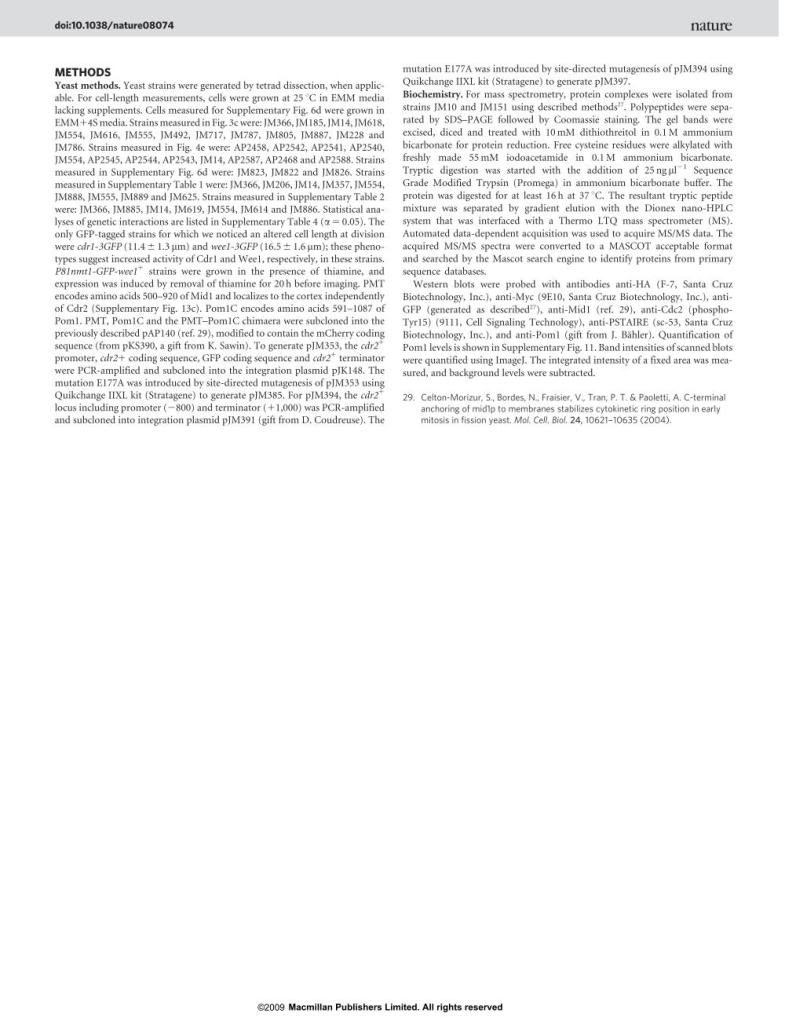 doi:10.1038/nature08074
nature
METHODS
Yeast methods. Yeast strains were generated by tetrad dissection, when applic-
able. For cell-length measurements, cells were grown at 25 °C in EMM media
lacking supplements. Cells measured for Supplementary Fig. 6d were grown in
EMM+4S media. Strains measured in Fig. 3c were: JM366, JM185, JM14, JM618,
JM554, JM616, JM555, JM492, JM717, JM787, JM805, JM887, JM228 and
JM786. Strains measured in Fig. 4e were: AP2458, AP2542, AP2541, AP2540,
JM554, AP2545, AP2544, AP2543, JM14, AP2587, AP2468 and AP2588. Strains
measured in Supplementary Fig. 6d were: JM823, JM822 and JM826. Strains
measured in Supplementary Table 1 were: JM366, JM206, JM14, JM357, JM554,
JM888, JM555, JM889 and JM625. Strains measured in Supplementary Table 2
were: JM366, JM885, JM14, JM619, JM554, JM614 and JM886. Statistical ana-
lyses of genetic interactions are listed in Supplementary Table 4 (α = 0.05). The
only GFP-tagged strains for which we noticed an altered cell length at division
were cdr1-3GFP (11.4 ± 1.3 μm) and wee1-3GFP (16.5 ± 1.6 μm); these pheno-
types suggest increased activity of Cdr1 and Wee1, respectively, in these strains.
P81nmt1-GFP-wee1⁺ strains were grown in the presence of thiamine, and
expression was induced by removal of thiamine for 20 h before imaging. PMT
encodes amino acids 500–920 of Mid1 and localizes to the cortex independently
of Cdr2 (Supplementary Fig. 13c). Pom1C encodes amino acids 591–1087 of
Pom1. PMT, Pom1C and the PMT–Pom1C chimaera were subcloned into the
previously described pAP140 (ref. 29), modified to contain the mCherry coding
sequence (from pKS390, a gift from K. Sawin). To generate pJM353, the cdr2⁺
promoter, cdr2+ coding sequence, GFP coding sequence and cdr2⁺ terminator
were PCR-amplified and subcloned into the integration plasmid pJK148. The
mutation E177A was introduced by site-directed mutagenesis of pJM353 using
Quikchange IIXL kit (Stratagene) to generate pJM385. For pJM394, the cdr2⁺
locus including promoter (−800) and terminator (+1,000) was PCR-amplified
and subcloned into integration plasmid pJM391 (gift from D. Coudreuse). The
mutation E177A was introduced by site-directed mutagenesis of pJM394 using
Quikchange IIXL kit (Stratagene) to generate pJM397.
Biochemistry. For mass spectrometry, protein complexes were isolated from
strains JM10 and JM151 using described methods²⁷. Polypeptides were sepa-
rated by SDS–PAGE followed by Coomassie staining. The gel bands were
excised, diced and treated with 10 mM dithiothreitol in 0.1 M ammonium
bicarbonate for protein reduction. Free cysteine residues were alkylated with
freshly made 55 mM iodoacetamide in 0.1 M ammonium bicarbonate.
Tryptic digestion was started with the addition of 25 ng μl⁻¹ Sequence
Grade Modified Trypsin (Promega) in ammonium bicarbonate buffer. The
protein was digested for at least 16 h at 37 °C. The resultant tryptic peptide
mixture was separated by gradient elution with the Dionex nano-HPLC
system that was interfaced with a Thermo LTQ mass spectrometer (MS).
Automated data-dependent acquisition was used to acquire MS/MS data. The
acquired MS/MS spectra were converted to a MASCOT acceptable format
and searched by the Mascot search engine to identify proteins from primary
sequence databases.
Western blots were probed with antibodies anti-HA (F-7, Santa Cruz
Biotechnology, Inc.), anti-Myc (9E10, Santa Cruz Biotechnology, Inc.), anti-
GFP (generated as described²⁷), anti-Mid1 (ref. 29), anti-Cdc2 (phospho-
Tyr15) (9111, Cell Signaling Technology), anti-PSTAIRE (sc-53, Santa Cruz
Biotechnology, Inc.), and anti-Pom1 (gift from J. Bähler). Quantification of
Pom1 levels is shown in Supplementary Fig. 11. Band intensities of scanned blots
were quantified using ImageJ. The integrated intensity of a fixed area was mea-
sured, and background levels were subtracted.
29. Celton-Morizur, S., Bordes, N., Fraisier, V., Tran, P. T. & Paoletti, A. C-terminal
anchoring of mid1p to membranes stabilizes cytokinetic ring position in early
mitosis in fission yeast. Mol. Cell. Biol. 24, 10621–10635 (2004).
©2009 Macmillan Publishers Limited. All rights reserved